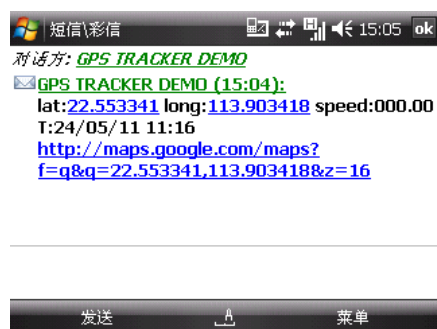 短信\彩信 15:05 ok
对话方: GPS TRACKER DEMO
GPS TRACKER DEMO (15:04):
lat:22.553341 long:113.903418 speed:000.00
T:24/05/11 11:16
http://maps.google.com/maps?
f=q&q=22.553341,113.903418&z=16
发送 菜单